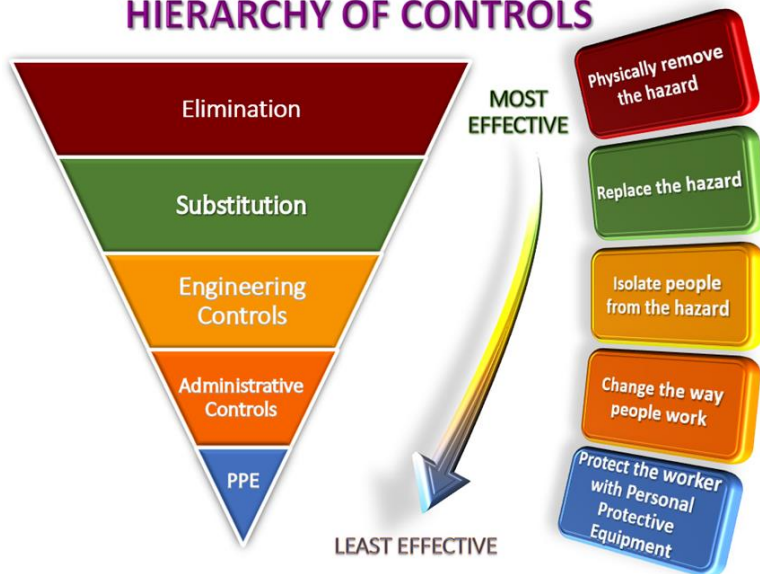 HIERARCHY OF CONTROLS
Elimination
Substitution
Engineering
Controls
Administrative
Controls
PPE
MOST
EFFECTIVE
LEAST EFFECTIVE
Physically remove
the hazard
Replace the hazard
Isolate people
from the hazard
Change the way
people work
Protect the worker
with Personal
Protective
Equipment